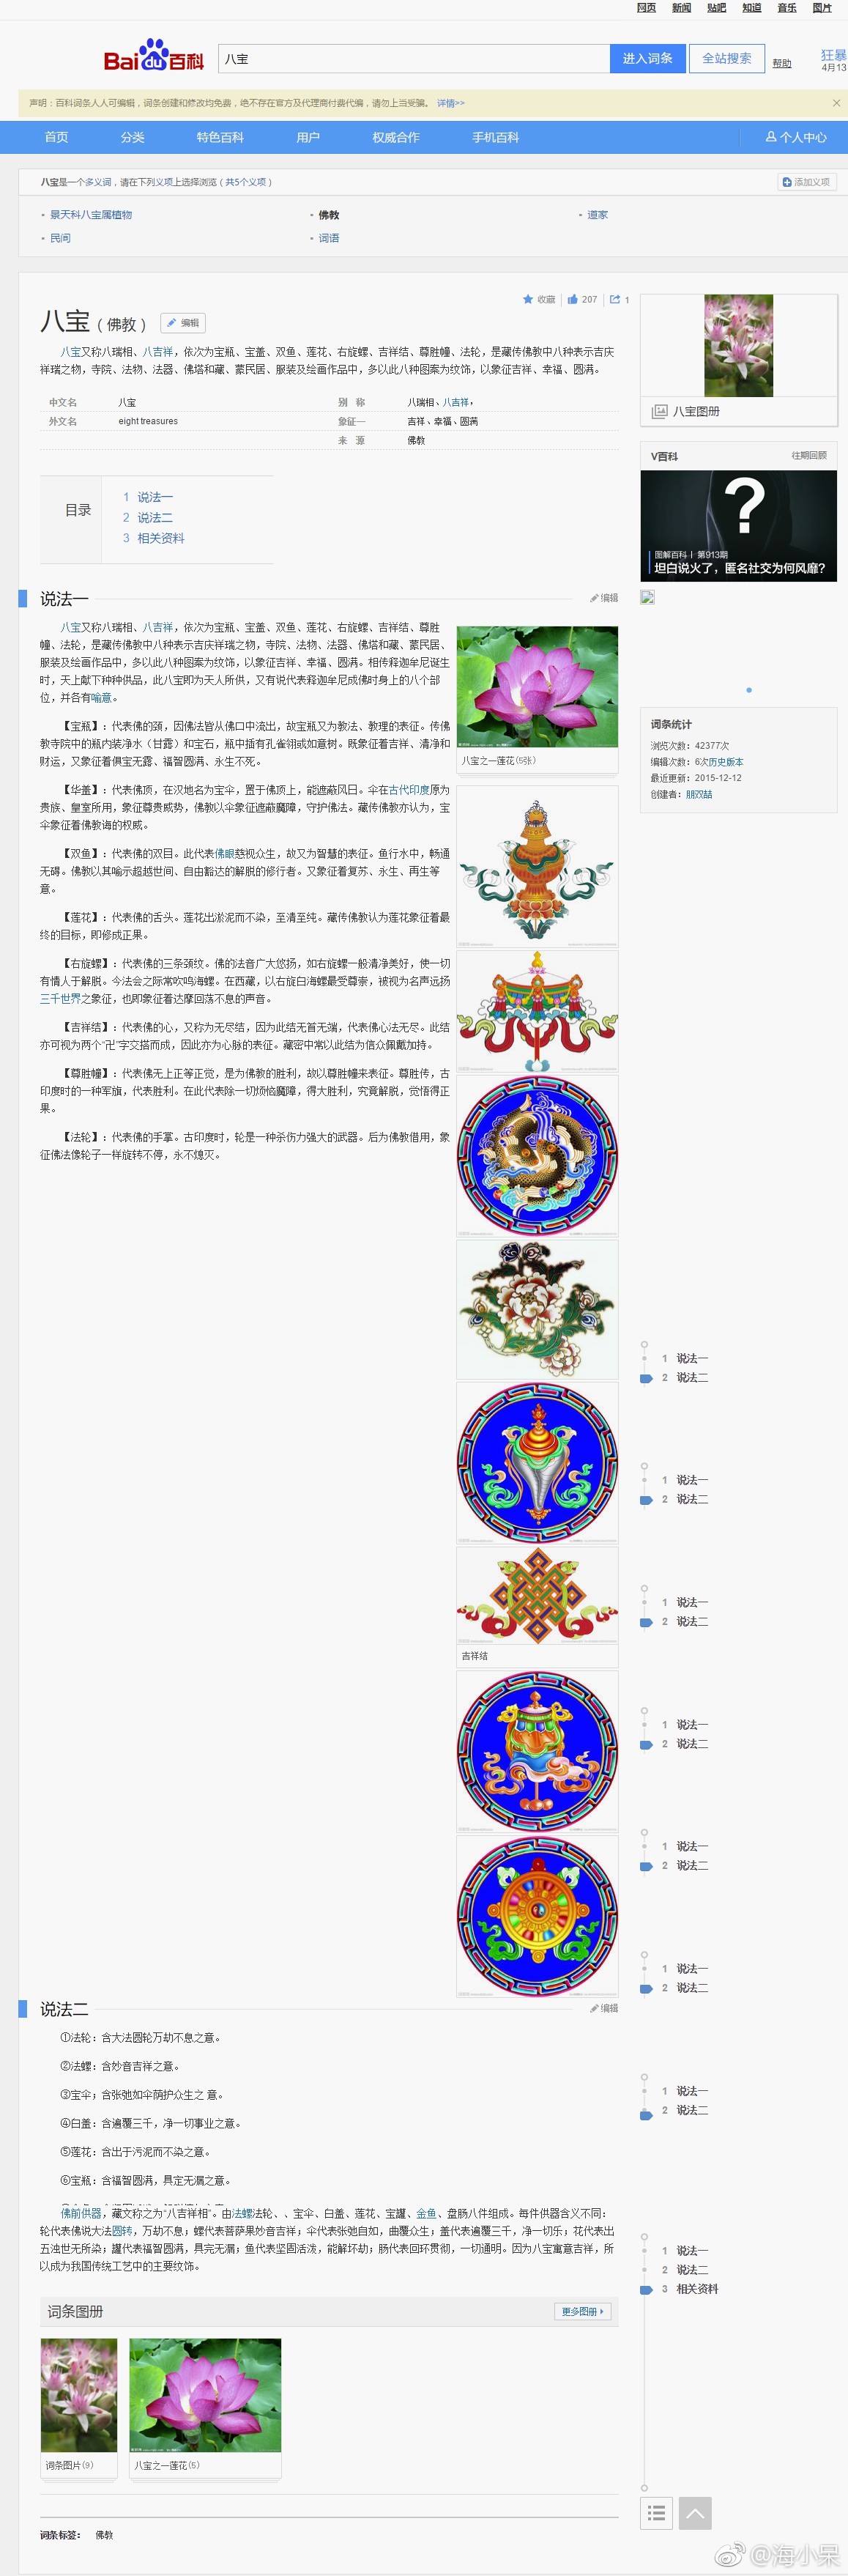 网页 新闻 贴吧 知道 音乐 图片
Bai du 百科
八宝
进入词条 全站搜索 帮助
狂暴
4月13
声明：百科词条人人可编辑，词条创建和修改均免费，绝不存在官方及代理商付费代编，请勿上当受骗。 详情>>
首页 分类 特色百科 用户 权威合作 手机百科 个人中心
八宝是一个多义词，请在下列义项上选择浏览（共5个义项）
添加义项
景天科八宝属植物 佛教 道家
民间 词语
收藏 207 1
八宝（佛教） 编辑
八宝又称八瑞相、八吉祥，依次为宝瓶、宝盖、双鱼、莲花、右旋螺、吉祥结、尊胜幢、法轮，是藏传佛教中八种表示吉庆
祥瑞之物，寺院、法物、法器、佛塔和藏、蒙民居、服装及绘画作品中，多以此八种图案为纹饰，以象征吉祥、幸福、圆满。
中文名 八宝 别 称 八瑞相、八吉祥，
外文名 eight treasures 象征一 吉祥、幸福、圆满
来 源 佛教
八宝图册
V百科 往期回顾
图解百科 | 第913期
坦白说火了，匿名社交为何风靡？
目录
1 说法一
2 说法二
3 相关资料
说法一 编辑
八宝又称八瑞相、八吉祥，依次为宝瓶、宝盖、双鱼、莲花、右旋螺、吉祥结、尊胜
幢、法轮，是藏传佛教中八种表示吉庆祥瑞之物，寺院、法物、法器、佛塔和藏、蒙民居、
服装及绘画作品中，多以此八种图案为纹饰，以象征吉祥、幸福、圆满。相传释迦牟尼诞生
时，天上献下种种供品，此八宝即为天人所供，又有说代表释迦牟尼成佛时身上的八个部
位，并各有喻意。
【宝瓶】：代表佛的颈，因佛法皆从佛口中流出，故宝瓶又为教法、教理的表征。传佛
教寺院中的瓶内装净水（甘露）和宝石，瓶中插有孔雀翎或如意树。既象征着吉祥、清净和
财运，又象征着俱宝无露、福智圆满、永生不死。
【华盖】：代表佛顶，在汉地名为宝伞，置于佛顶上，能遮蔽风日。伞在古代印度原为
贵族、皇室所用，象征尊贵威势，佛教以伞象征遮蔽魔障，守护佛法。藏传佛教亦认为，宝
伞象征着佛教诲的权威。
【双鱼】：代表佛的双目。此代表佛眼慈视众生，故又为智慧的表征。鱼行水中，畅通
无碍。佛教以其喻示超越世间、自由豁达的解脱的修行者。又象征着复苏、永生、再生等
意。
【莲花】：代表佛的舌头。莲花出淤泥而不染，至清至纯。藏传佛教认为莲花象征着最
终的目标，即修成正果。
【右旋螺】：代表佛的三条颈纹。佛的法音广大悠扬，如右旋螺一般清净美好，使一切
有情人于解脱。今法会之际常吹鸣海螺。在西藏，以右旋白海螺最受尊崇，被视为名声远扬
三千世界之象征，也即象征着达摩回荡不息的声音。
【吉祥结】：代表佛的心，又称为无尽结，因为此结无首无端，代表佛心法无尽。此结
亦可视为两个“卍”字交搭而成，因此亦为心脉的表征。藏密中常以此结为信众佩戴加持。
【尊胜幢】：代表佛无上正等正觉，是为佛教的胜利，故以尊胜幢来表征。尊胜传，古
印度时的一种军旗，代表胜利。在此代表除一切烦恼魔障，得大胜利，究竟解脱，觉悟得正
果。
【法轮】：代表佛的手掌。古印度时，轮是一种杀伤力强大的武器。后为佛教借用，象
征佛法像轮子一样旋转不停，永不熄灭。
八宝之一莲花(5张)
词条统计
浏览次数：42377次
编辑次数：6次历史版本
最近更新：2015-12-12
创建者：朋双喆
吉祥结
1 说法一
2 说法二
1 说法一
2 说法二
1 说法一
2 说法二
1 说法一
2 说法二
1 说法一
2 说法二
1 说法一
2 说法二
1 说法一
2 说法二
说法二 编辑
①法轮：含大法圆轮万劫不息之意。
②法螺：含妙音吉祥之意。
③宝伞；含张弛如伞荫护众生之 意。
④白盖：含遍覆三千，净一切事业之意。
⑤莲花：含出于污泥而不染之意。
⑥宝瓶：含福智圆满，具定无漏之意。
佛前供器，藏文称之为“八吉祥相”。由法螺法轮、、宝伞、白盖、莲花、宝罐、金鱼、盘肠八件组成。每件供器含义不同：
轮代表佛说大法圆转，万劫不息；螺代表菩萨果妙音吉祥；伞代表张弛自如，曲覆众生；盖代表遍覆三千，净一切乐；花代表出
五浊世无所染；罐代表福智圆满，具完无漏；鱼代表坚固活泼，能解坏劫；肠代表回环贯彻，一切通明。因为八宝寓意吉祥，所
以成为我国传统工艺中的主要纹饰。
1 说法一
2 说法二
3 相关资料
词条图册 更多图册
词条图片(9) 八宝之一莲花(5)
词条标签： 佛教
@海小呆